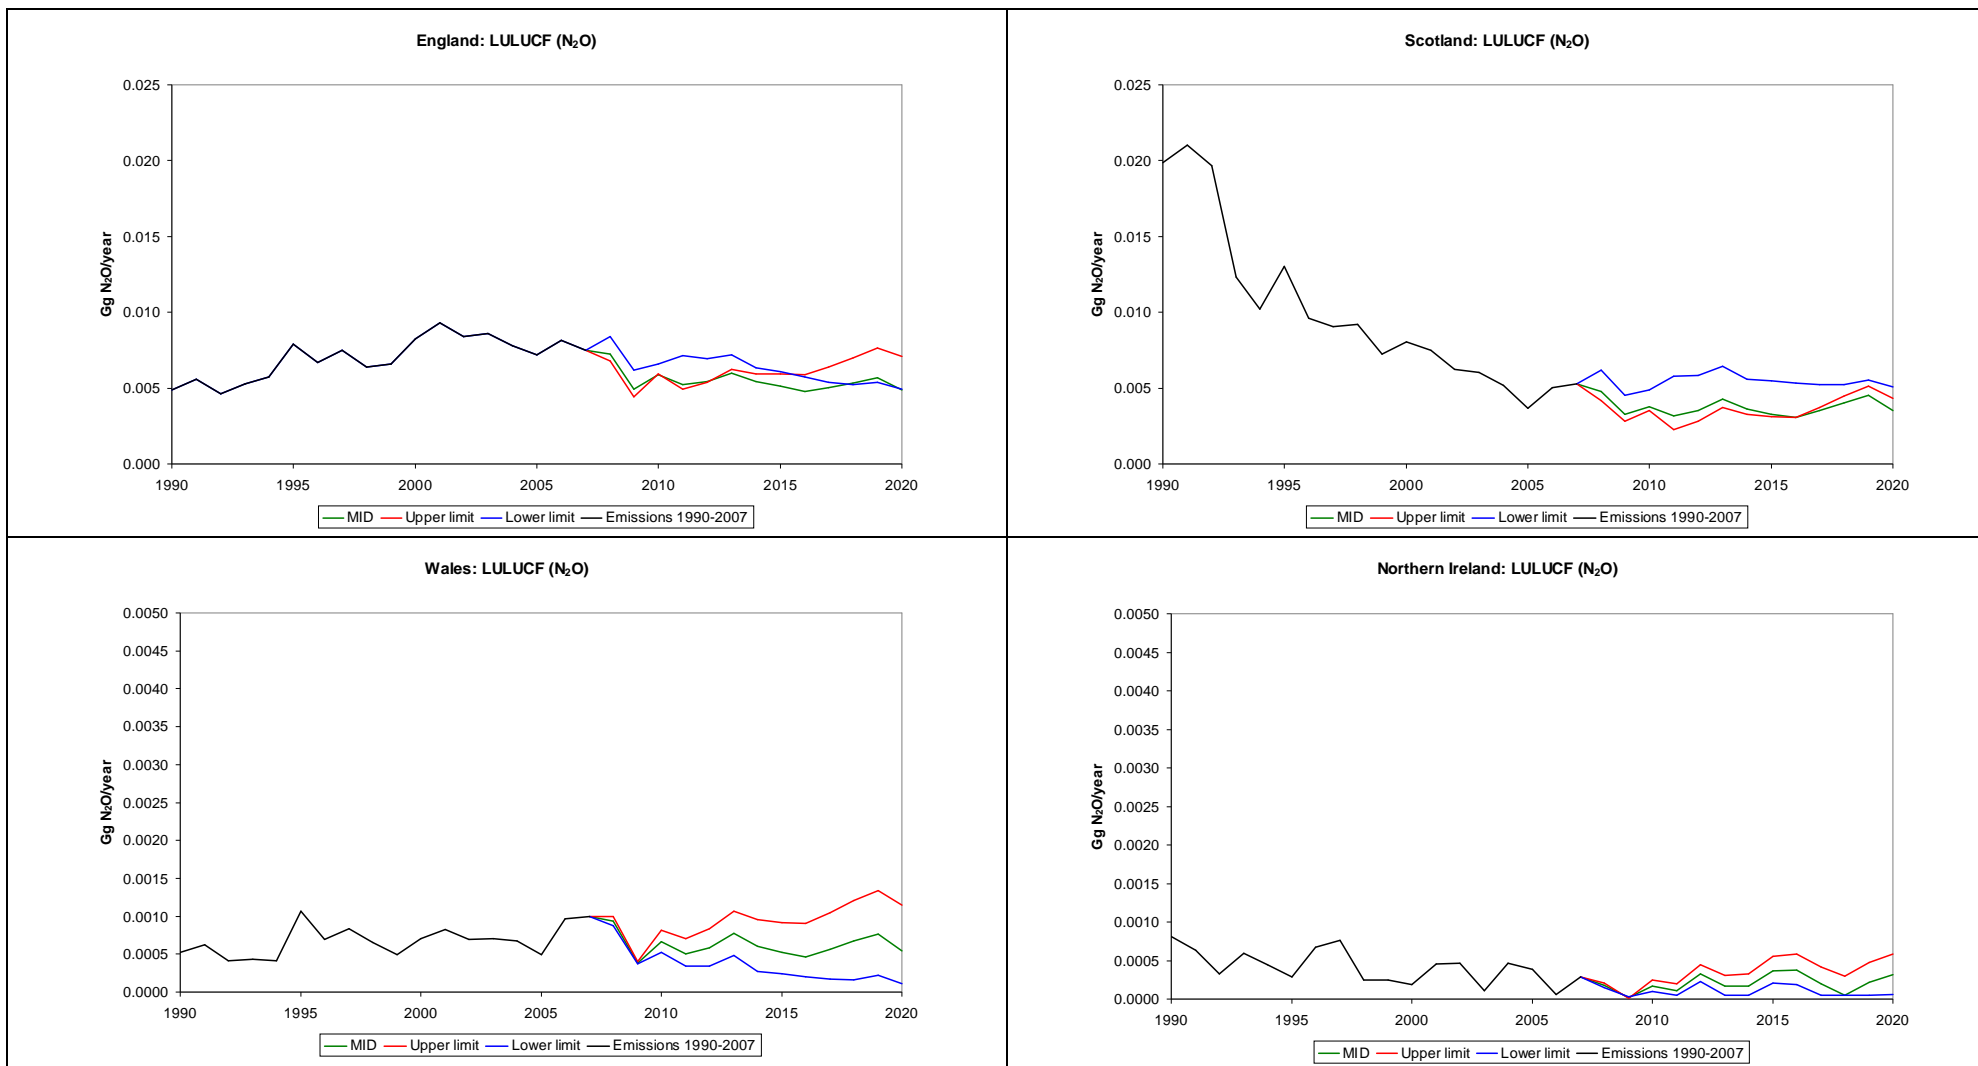 England: LULUCF (N₂O)
0.025
0.020
0.015
0.010
0.005
0.000
Gg N₂O/year
1990 1995 2000 2005 2010 2015 2020
MID Upper limit Lower limit Emissions 1990-2007
Scotland: LULUCF (N₂O)
0.025
0.020
0.015
0.010
0.005
0.000
Gg N₂O/year
1990 1995 2000 2005 2010 2015 2020
MID Upper limit Lower limit Emissions 1990-2007
Wales: LULUCF (N₂O)
0.0050
0.0045
0.0040
0.0035
0.0030
0.0025
0.0020
0.0015
0.0010
0.0005
0.0000
Gg N₂O/year
1990 1995 2000 2005 2010 2015 2020
MID Upper limit Lower limit Emissions 1990-2007
Northern Ireland: LULUCF (N₂O)
0.0050
0.0045
0.0040
0.0035
0.0030
0.0025
0.0020
0.0015
0.0010
0.0005
0.0000
Gg N₂O/year
1990 1995 2000 2005 2010 2015 2020
MID Upper limit Lower limit Emissions 1990-2007